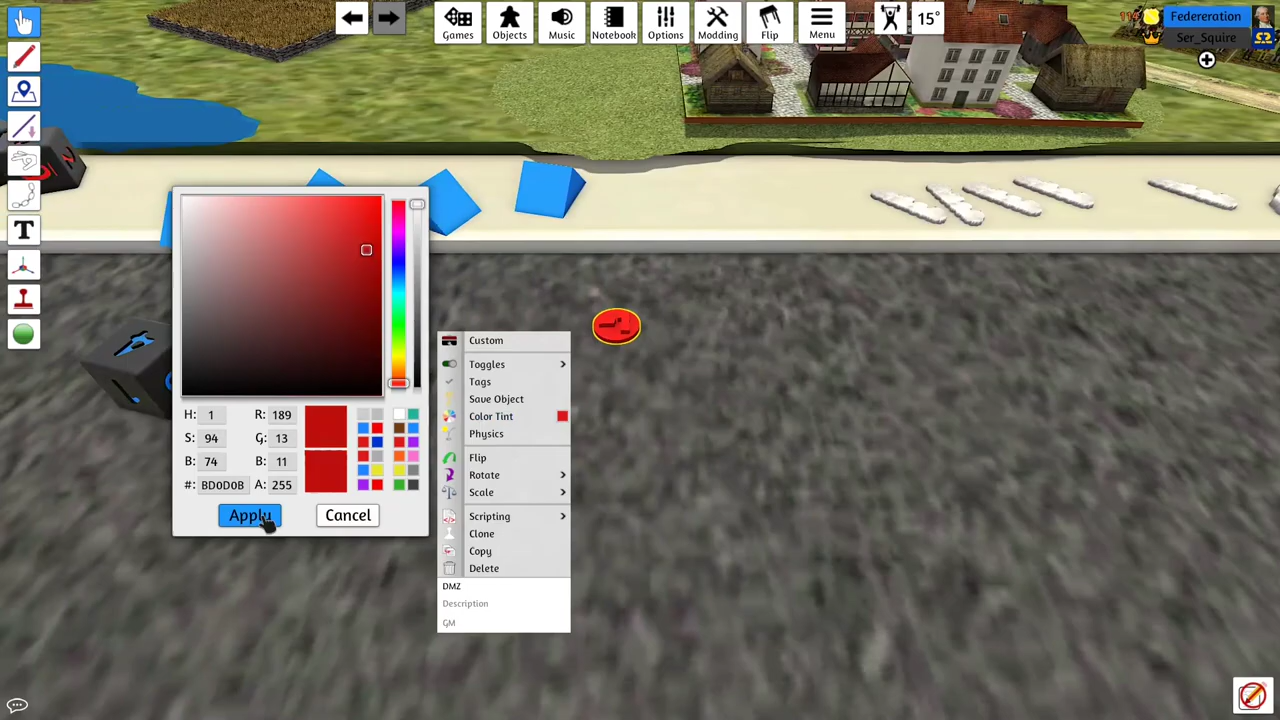 Games
Objects
Music
Notebook
Options
Modding
Flip
Menu
15°
114
Federeration
Ser_Squire
52
T
Custom
Toggles
Tags
Save Object
Color Tint
Physics
Flip
Rotate
Scale
Scripting
Clone
Copy
Delete
DMZ
Description
GM
H: 1 R: 189
S: 94 G: 13
B: 74 B: 11
#: BD0D0B A: 255
Apply
Cancel